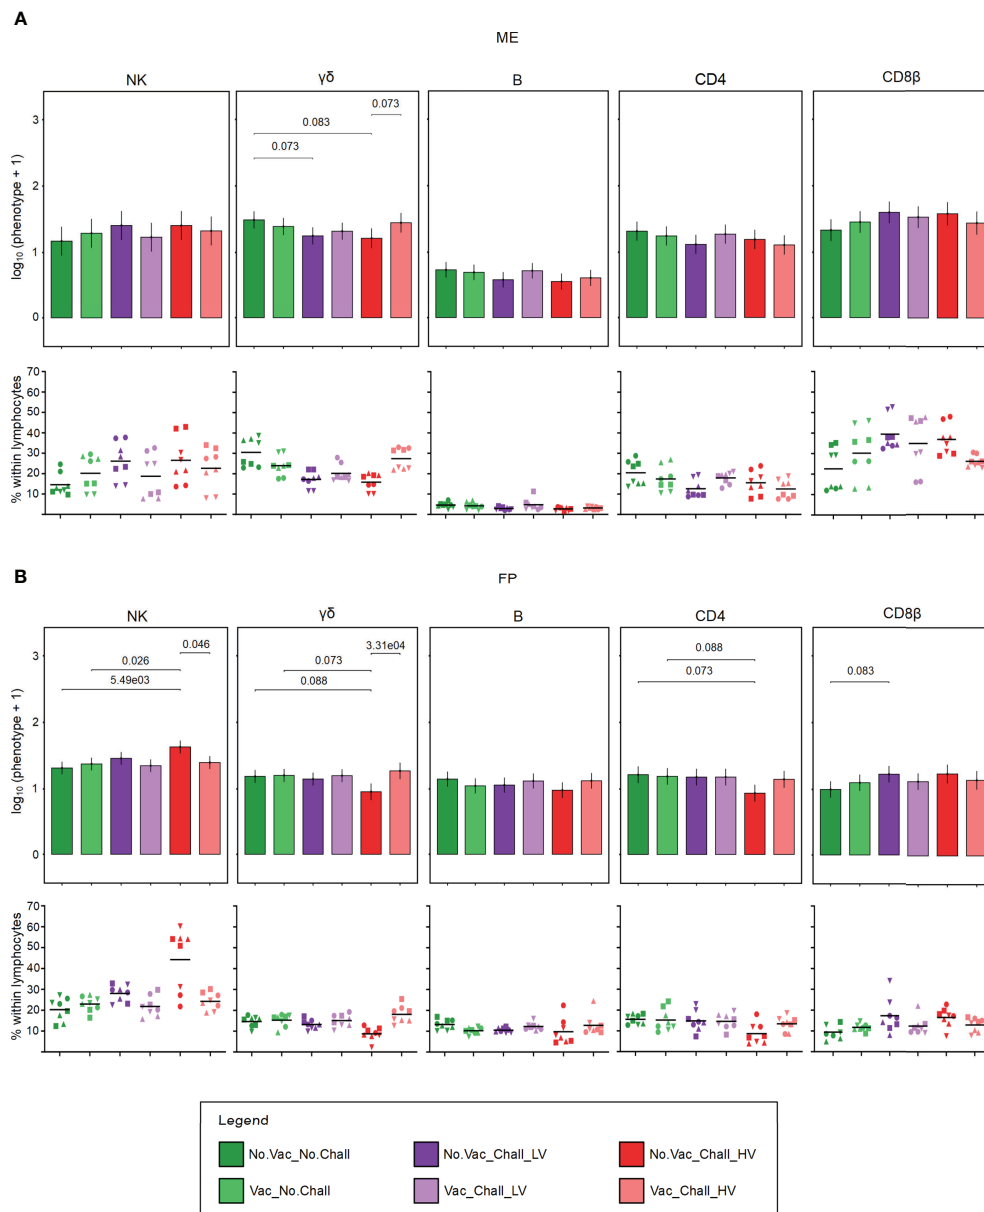 A
ME
NK γδ B CD4 CD8β
log₁₀ (phenotype + 1)
3
2
1
0
0.073
0.083
0.073
% within lymphocytes
70
60
50
40
30
20
10
B
FP
NK γδ B CD4 CD8β
log₁₀ (phenotype + 1)
3
2
1
0
0.046
0.026
5.49e03
3.31e04
0.073
0.088
0.088
0.073
0.083
% within lymphocytes
70
60
50
40
30
20
10
Legend
No.Vac_No.Chall No.Vac_Chall_LV No.Vac_Chall_HV
Vac_No.Chall Vac_Chall_LV Vac_Chall_HV